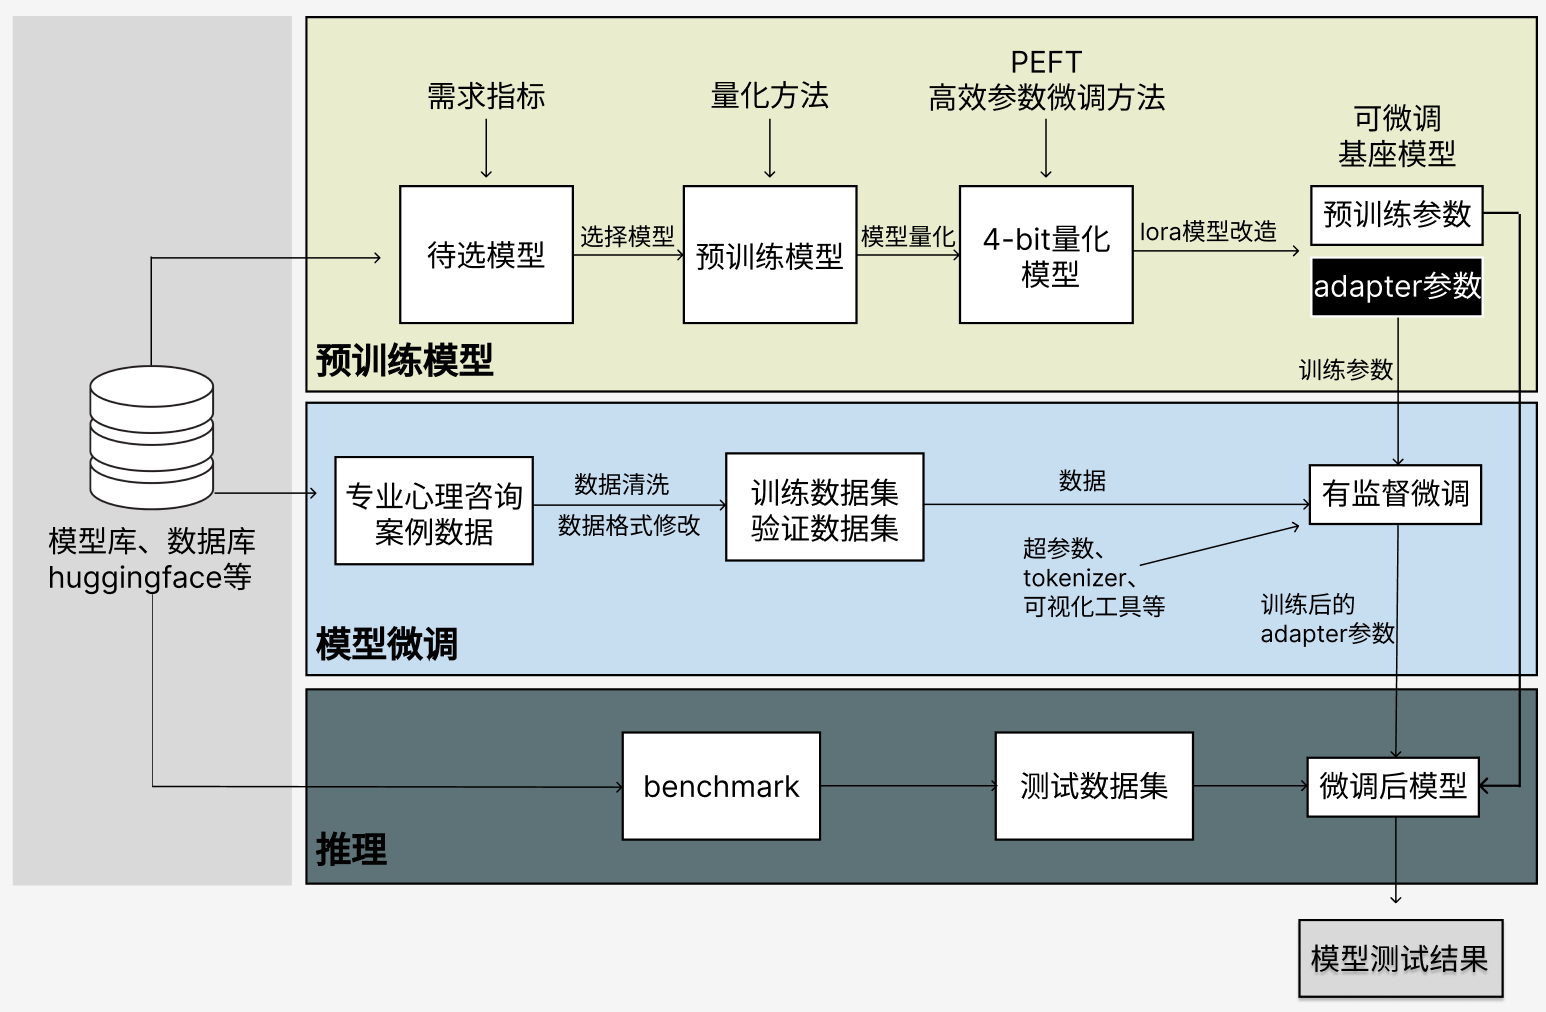 需求指标
量化方法
PEFT
高效参数微调方法
可微调
基座模型
待选模型
选择模型
预训练模型
模型量化
4-bit量化
模型
lora模型改造
预训练参数
adapter参数
预训练模型
训练参数
模型库、数据库
huggingface等
专业心理咨询
案例数据
数据清洗
数据格式修改
训练数据集
验证数据集
数据
有监督微调
超参数、
tokenizer、
可视化工具等
训练后的
adapter参数
模型微调
benchmark
测试数据集
微调后模型
推理
模型测试结果